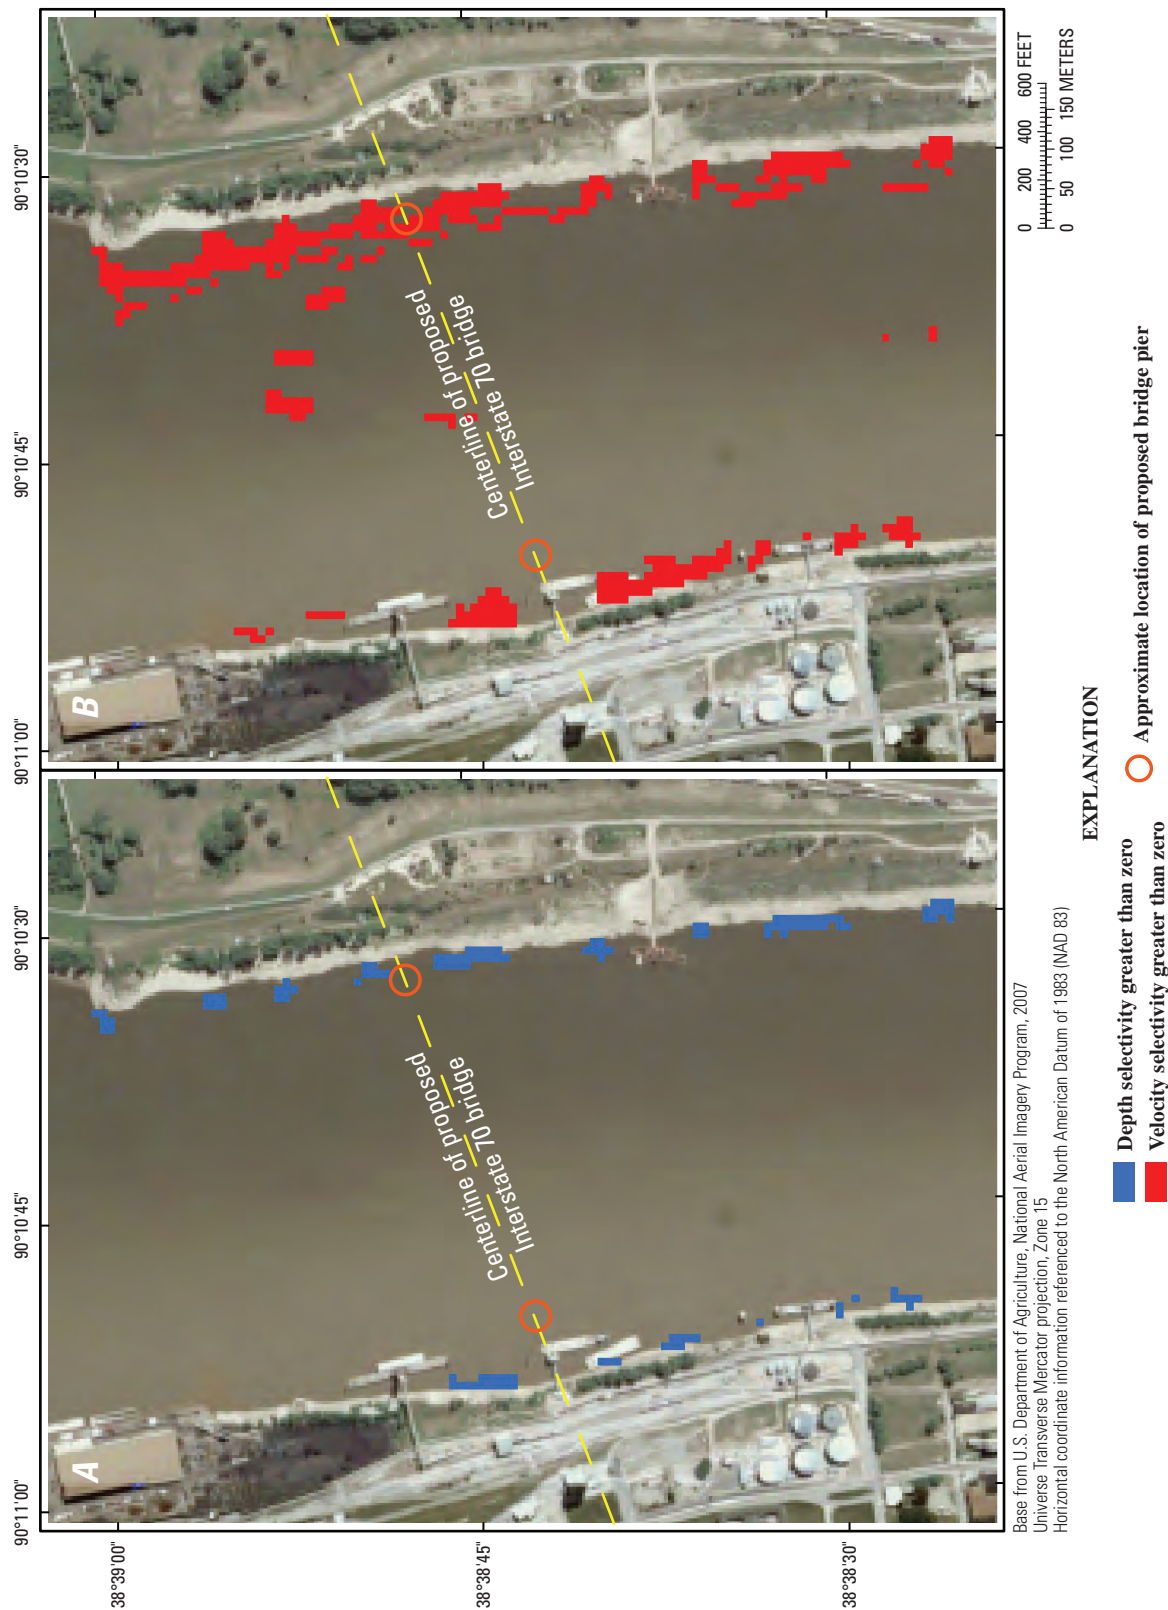 90°11'00"
90°10'45"
90°10'30"
90°11'00"
90°10'45"
90°10'30"
38°39'00"
38°38'45"
38°38'30"
A
Centerline of proposed
Interstate 70 bridge
B
Centerline of proposed
Interstate 70 bridge
Base from U.S. Department of Agriculture, National Aerial Imagery Program, 2007
Universe Transverse Mercator projection, Zone 15
Horizontal coordinate information referenced to the North American Datum of 1983 (NAD 83)
0 200 400 600 FEET
0 50 100 150 METERS
EXPLANATION
Depth selectivity greater than zero
Velocity selectivity greater than zero
Approximate location of proposed bridge pier